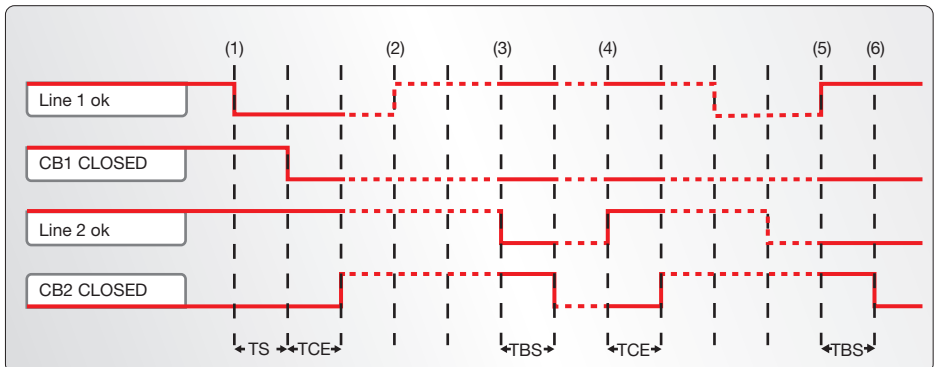 (1) (2) (3) (4) (5) (6)
Line 1 ok
CB1 CLOSED
Line 2 ok
CB2 CLOSED
TS TCE TBS TCE TBS